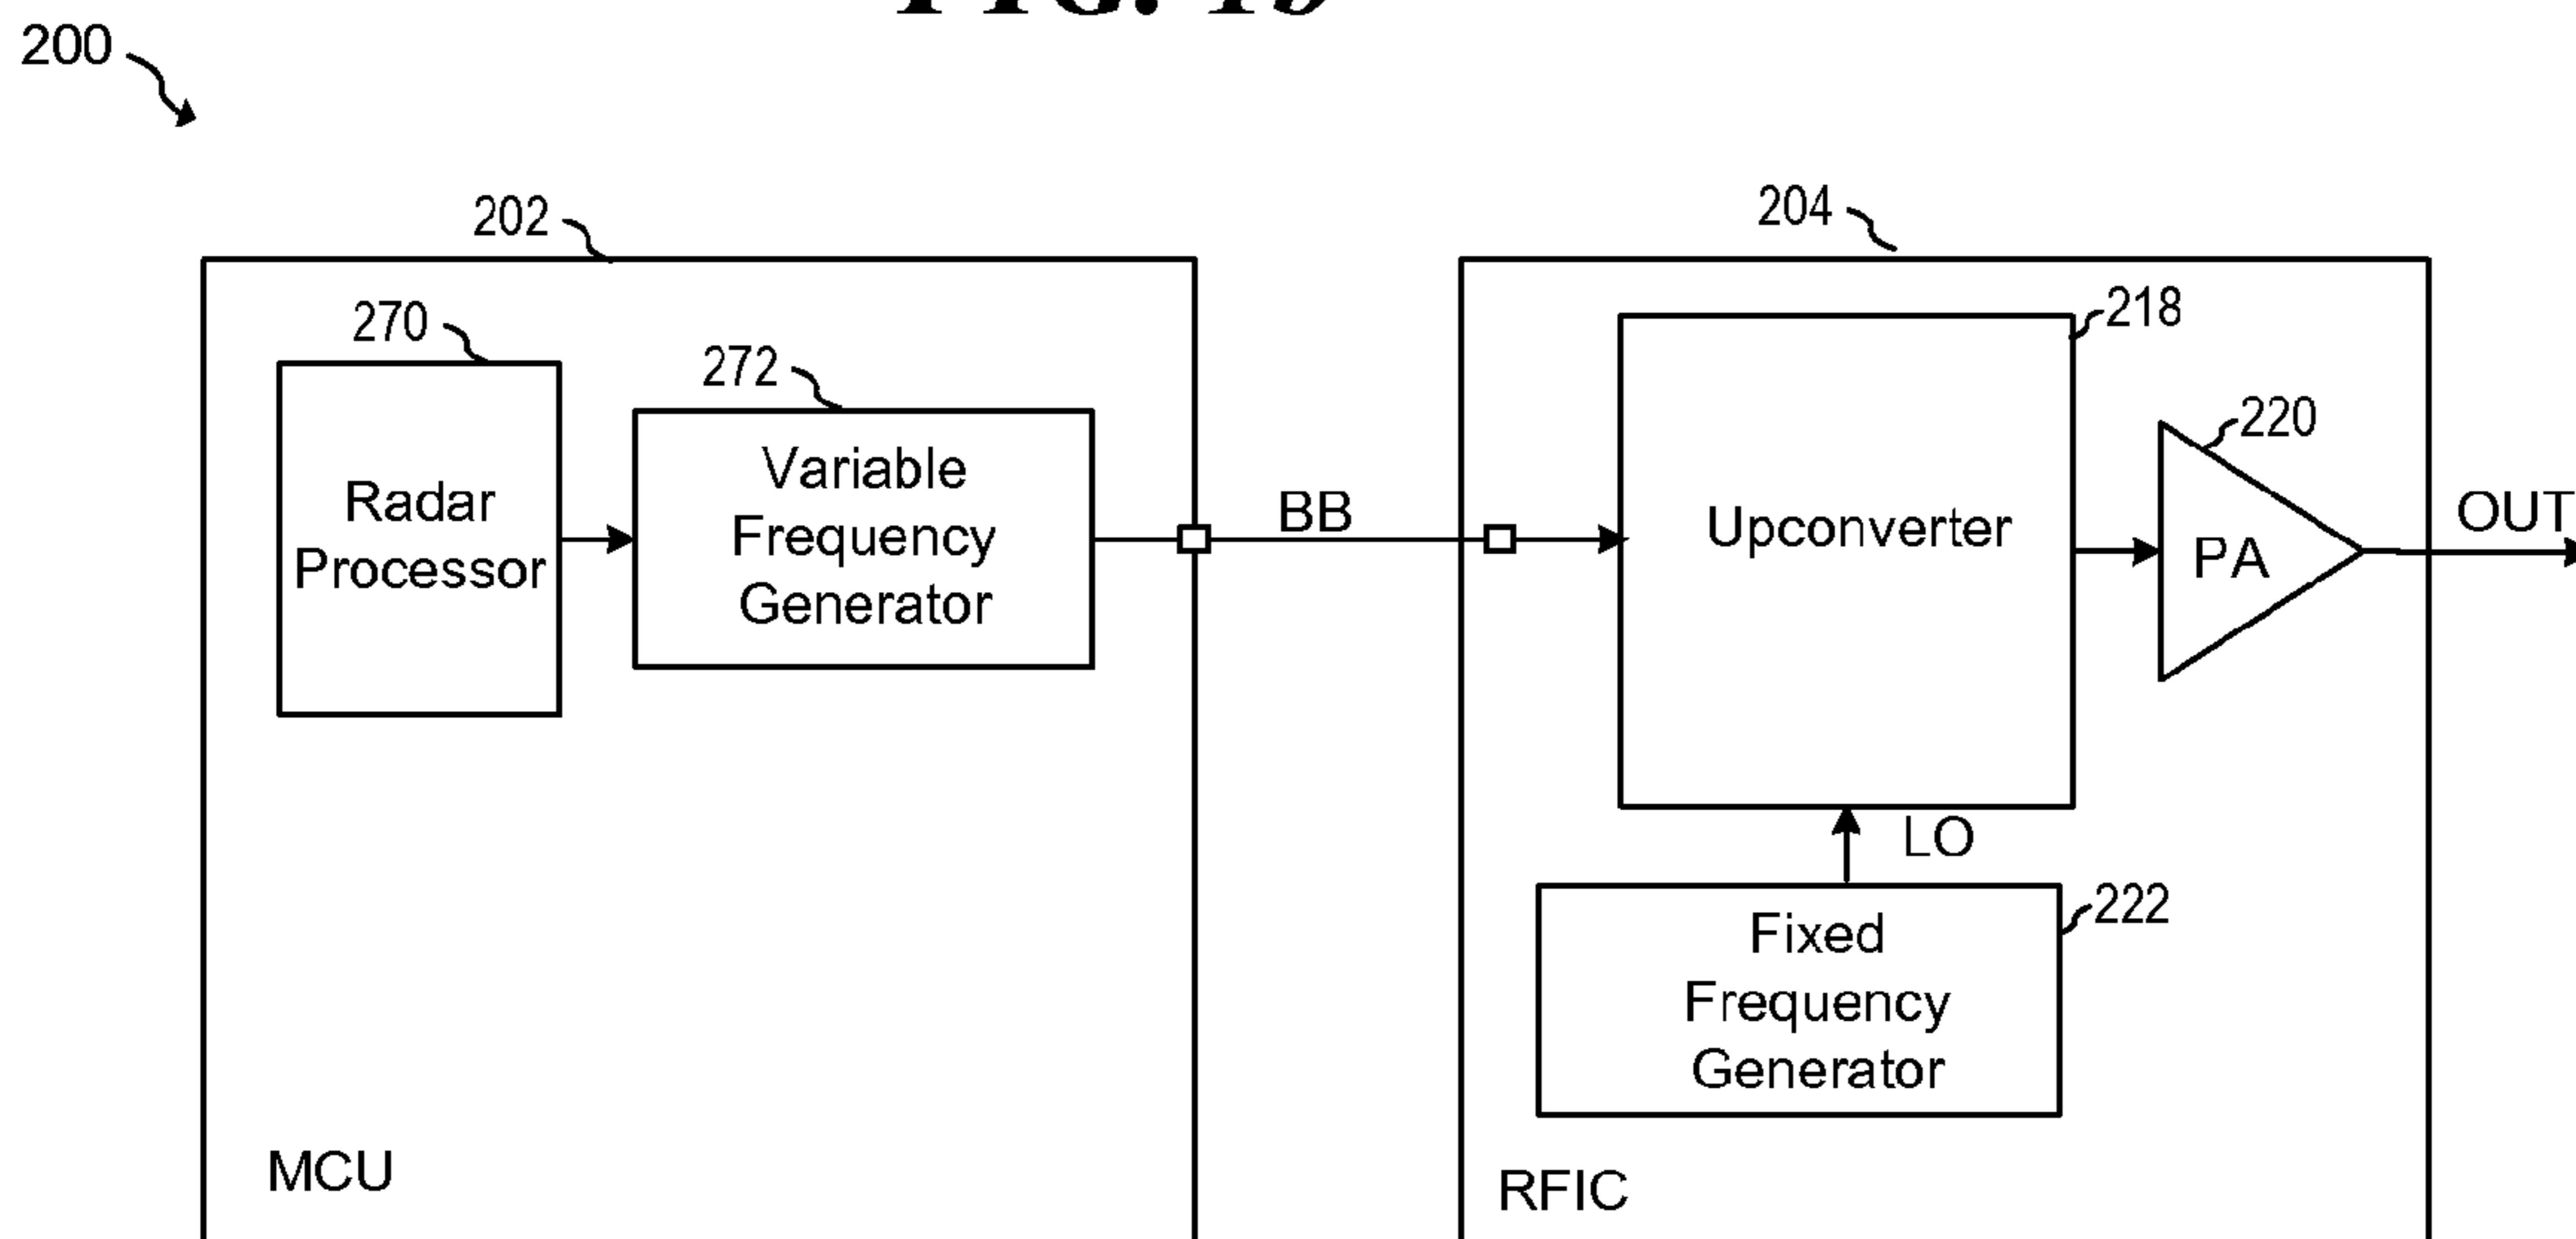 200
202
204
270
218
272
220
Radar
Processor
Variable
Frequency
Generator
BB
Upconverter
PA
OUT
LO
Fixed
Frequency
Generator
222
MCU
RFIC